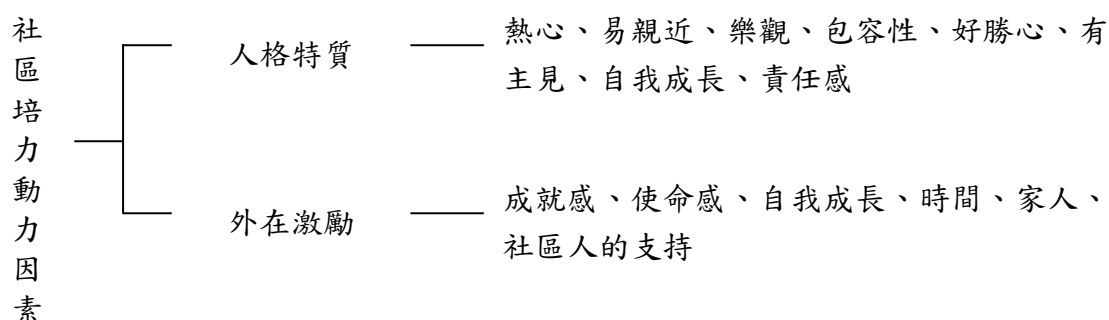 社區培力動力因素
人格特質
熱心、易親近、樂觀、包容性、好勝心、有
主見、自我成長、責任感
外在激勵
成就感、使命感、自我成長、時間、家人、
社區人的支持